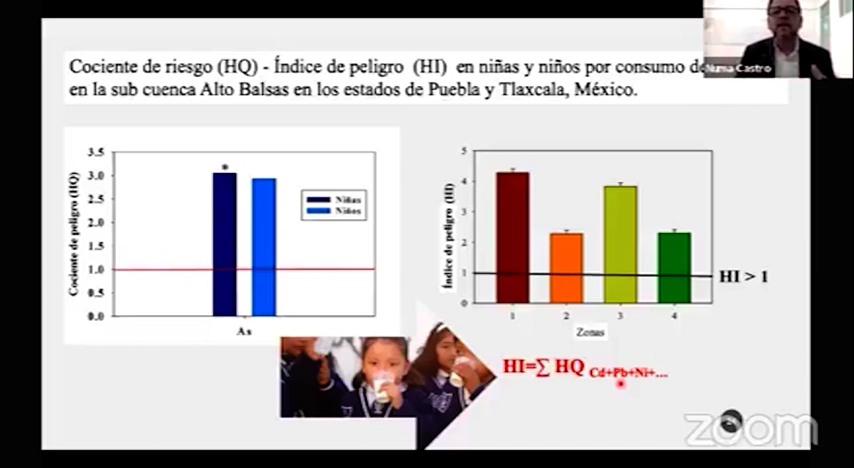 Cociente de riesgo (HQ) - Índice de peligro (HI) en niñas y niños por consumo de
en la sub cuenca Alto Balsas en los estados de Puebla y Tlaxcala, México.
Numa Castro
Cociente de peligro (HQ)
3.5
3.0
2.5
2.0
1.5
1.0
0.5
0.0
*
Niñas
Niños
As
Índice de peligro (HI)
5
4
3
2
1
0
HI > 1
1 2 3 4
Zonas
HI=∑ HQ Cd+Pb+Ni+...
zoom